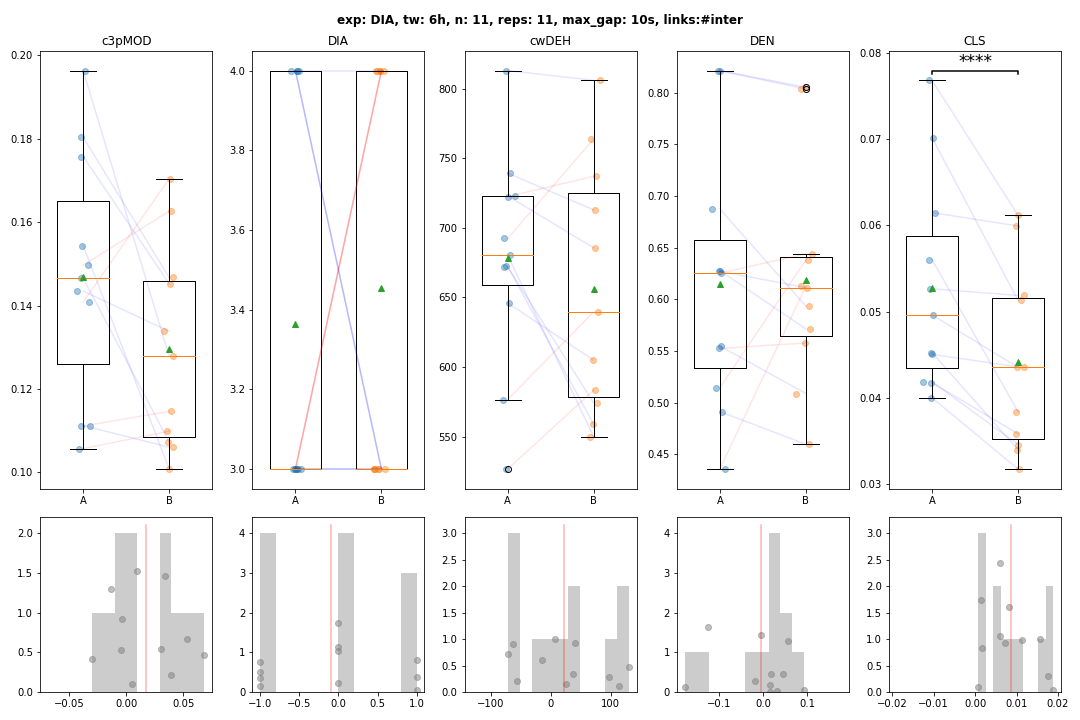 exp: DIA, tw: 6h, n: 11, reps: 11, max_gap: 10s, links:#inter
c3pMOD DIA cwDEH DEN CLS
0.20 0.18 0.16 0.14 0.12 0.10 A B
4.0 3.8 3.6 3.4 3.2 3.0 A B
800 750 700 650 600 550 A B
0.80 0.75 0.70 0.65 0.60 0.55 0.50 0.45 A B
**** 0.08 0.07 0.06 0.05 0.04 0.03 A B
2.0 1.5 1.0 0.5 0.0 −0.05 0.00 0.05
4 3 2 1 0 −1.0 −0.5 0.0 0.5 1.0
3.0 2.5 2.0 1.5 1.0 0.5 0.0 −100 0 100
4 3 2 1 0 −0.1 0.0 0.1
3.0 2.5 2.0 1.5 1.0 0.5 0.0 −0.02 −0.01 0.00 0.01 0.02